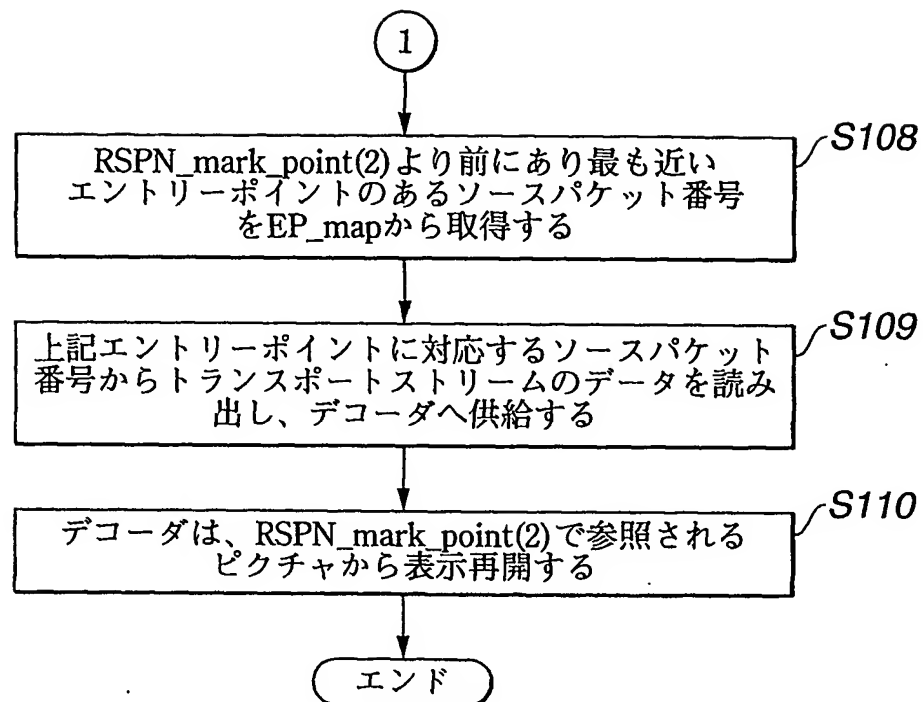 1
RSPN_mark_point(2)より前にあり最も近い
エントリーポイントのあるソースパケット番号
をEP_mapから取得する
S108
上記エントリーポイントに対応するソースパケット
番号からトランスポートストリームのデータを読み
出し、デコーダへ供給する
S109
デコーダは、RSPN_mark_point(2)で参照される
ピクチャから表示再開する
S110
エンド